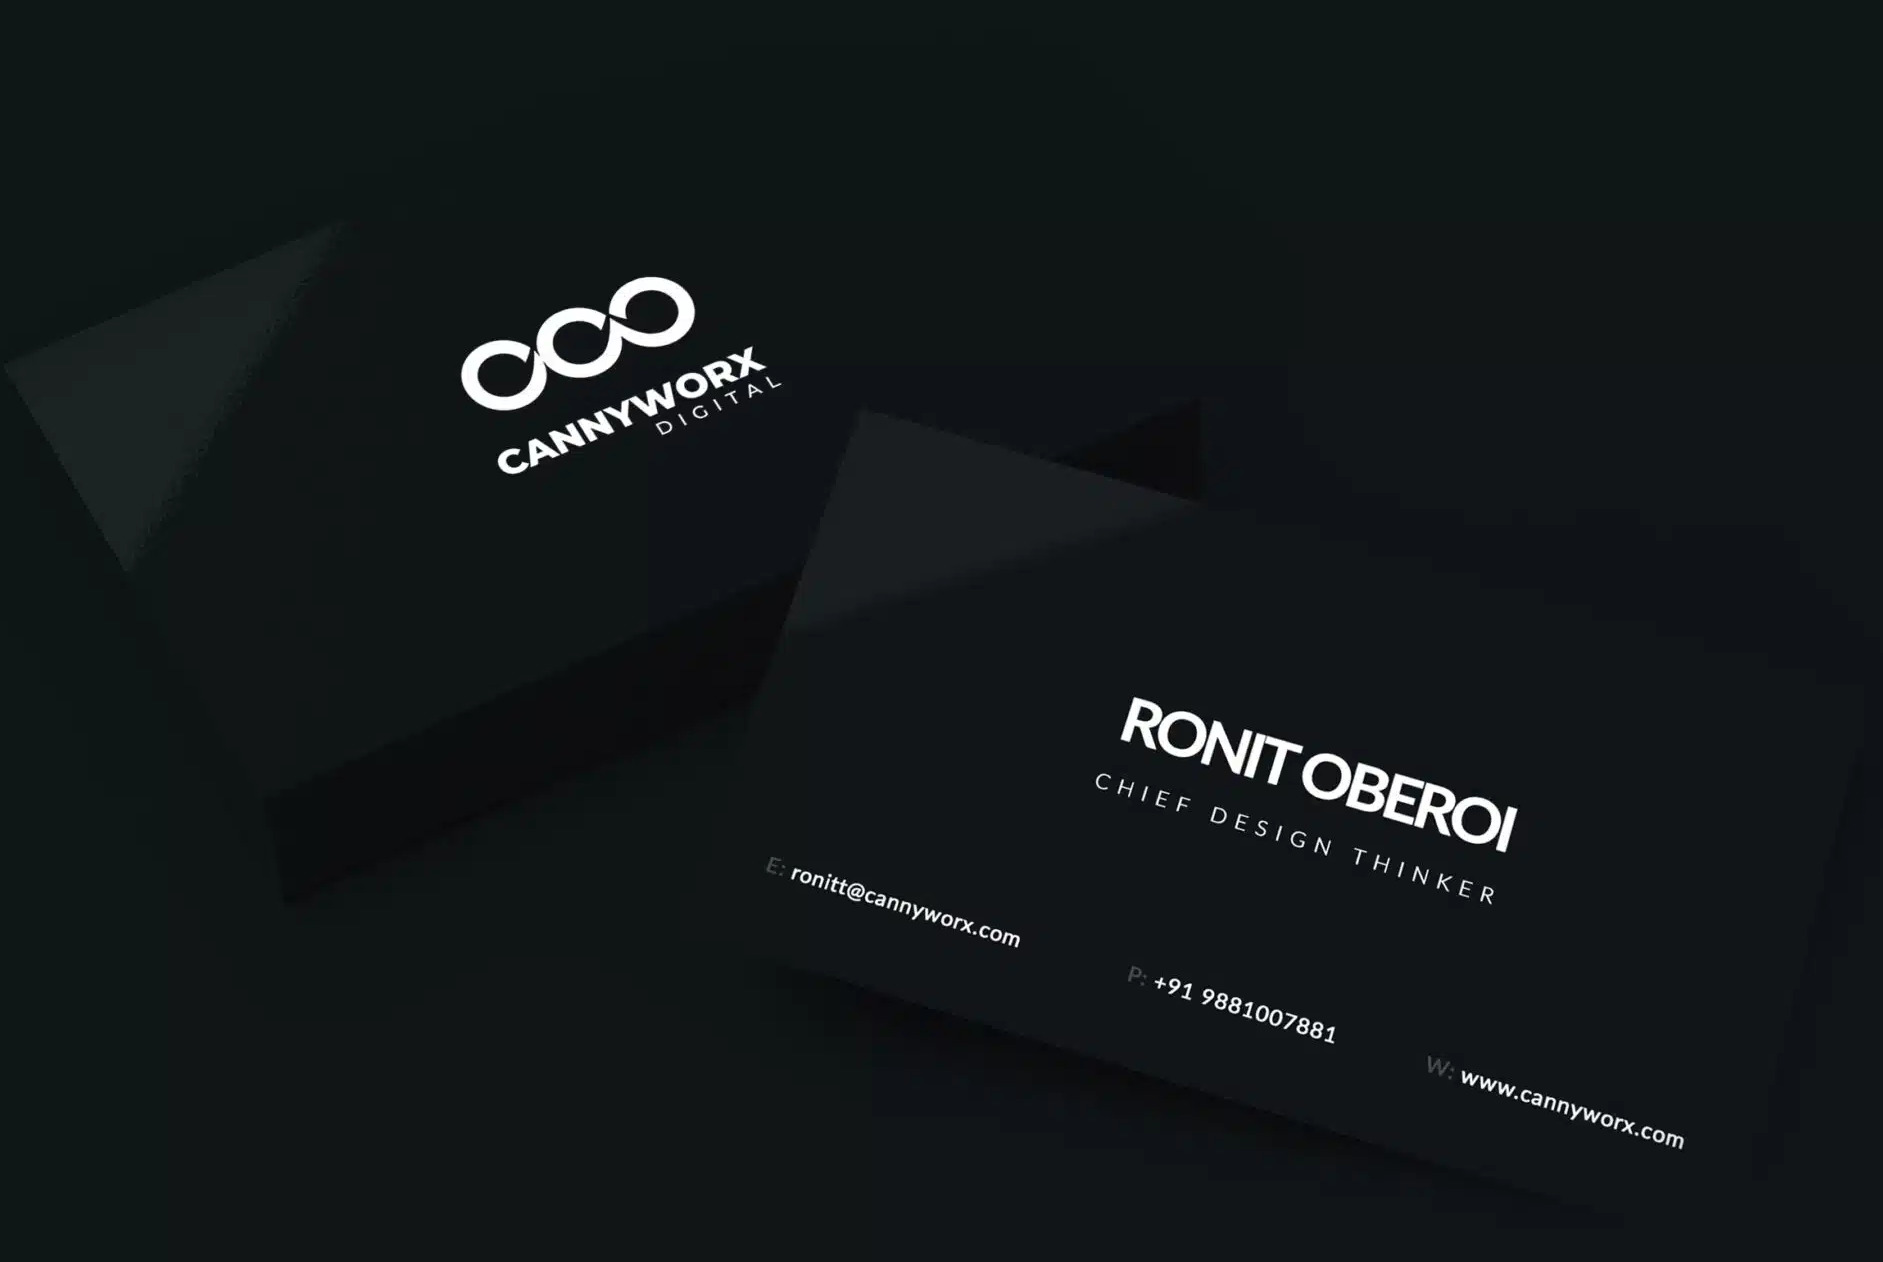 CANNYWORX
DIGITAL
RONIT OBEROI
CHIEF DESIGN THINKER
E: ronitt@cannyworx.com
P: +91 9881007881
W: www.cannyworx.com